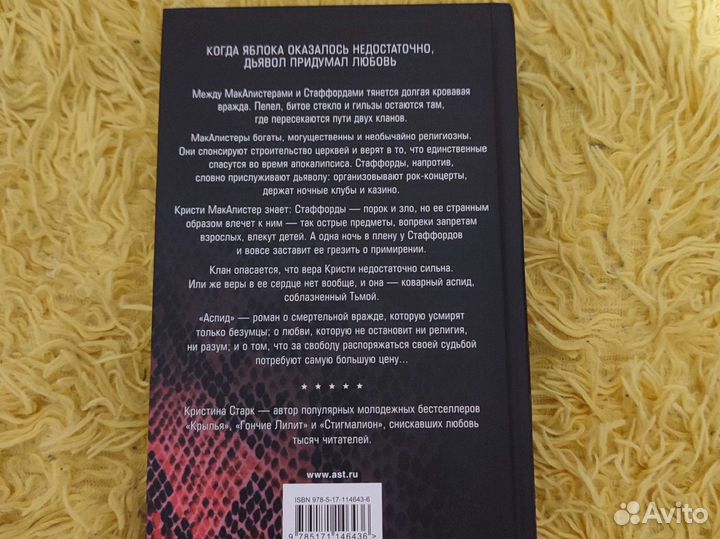 КОГДА ЯБЛОКА ОКАЗАЛОСЬ НЕДОСТАТОЧНО,
ДЬЯВОЛ ПРИДУМАЛ ЛЮБОВЬ
Между МакАлистерами и Стаффордами тянется долгая кровавая
вражда. Пепел, битое стекло и гильзы остаются там,
где пересекаются пути двух кланов.
МакАлистеры богаты, могущественны и необычайно религиозны.
Они спонсируют строительство церквей и верят в то, что единственные
спасутся во время апокалипсиса. Стаффорды, напротив,
словно прислуживают дьяволу: организовывают рок-концерты,
держат ночные клубы и казино.
Кристи МакАлистер знает: Стаффорды — порок и зло, но ее странным
образом влечет к ним — так острые предметы, вопреки запретам
взрослых, влекут детей. А одна ночь в плену у Стаффордов
и вовсе заставит ее грезить о примирении.
Клан опасается, что вера Кристи недостаточно сильна.
Или же веры в ее сердце нет вообще, и она — коварный аспид,
соблазненный Тьмой.
«Аспид» — роман о смертельной вражде, которую усмирят
только безумцы; о любви, которую не остановит ни религия,
ни разум; и о том, что за свободу распоряжаться своей судьбой
потребуют самую большую цену...
★ ★ ★ ★ ★
Кристина Старк — автор популярных молодежных бестселлеров
«Крылья», «Гончие Лилит» и «Стигмалион», снискавших любовь
тысяч читателей.
www.ast.ru
ISBN 978-5-17-114643-6
9 785171 146436 >
Avito